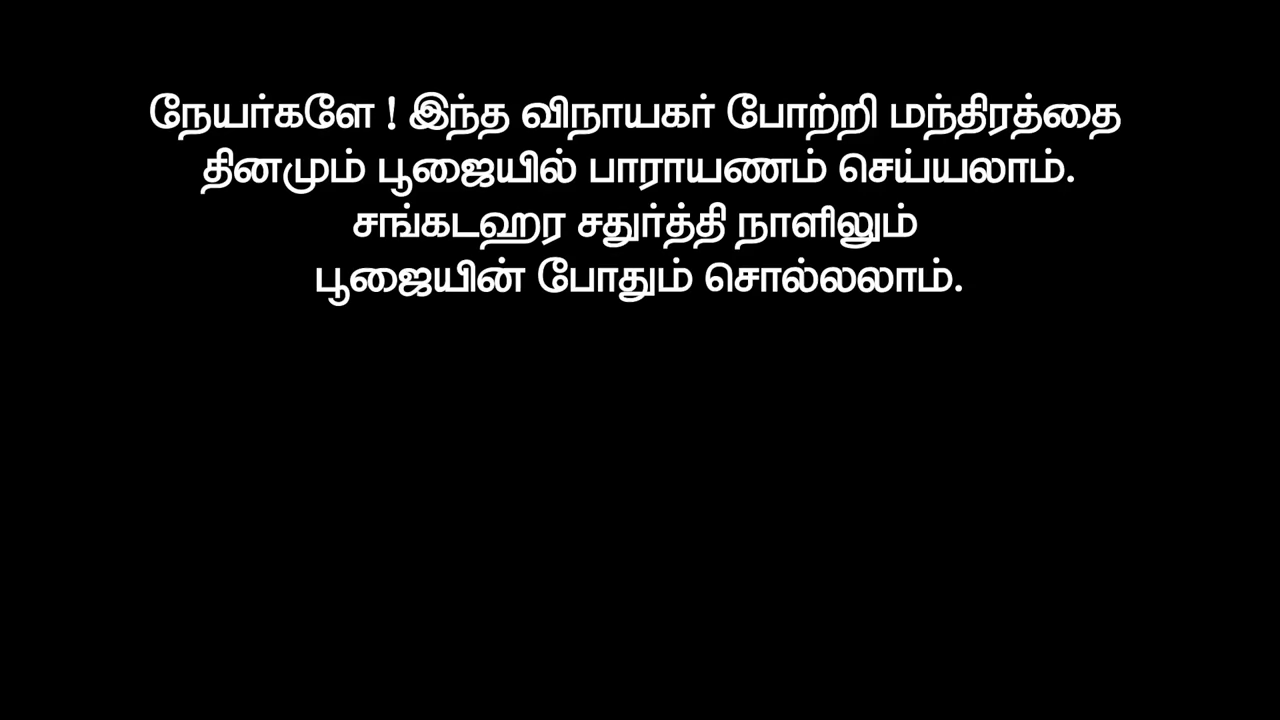 நேயர்களே ! இந்த விநாயகர் போற்றி மந்திரத்தை
தினமும் பூஜையில் பாராயணம் செய்யலாம்.
சங்கடஹர சதுர்த்தி நாளிலும்
பூஜையின் போதும் சொல்லலாம்.